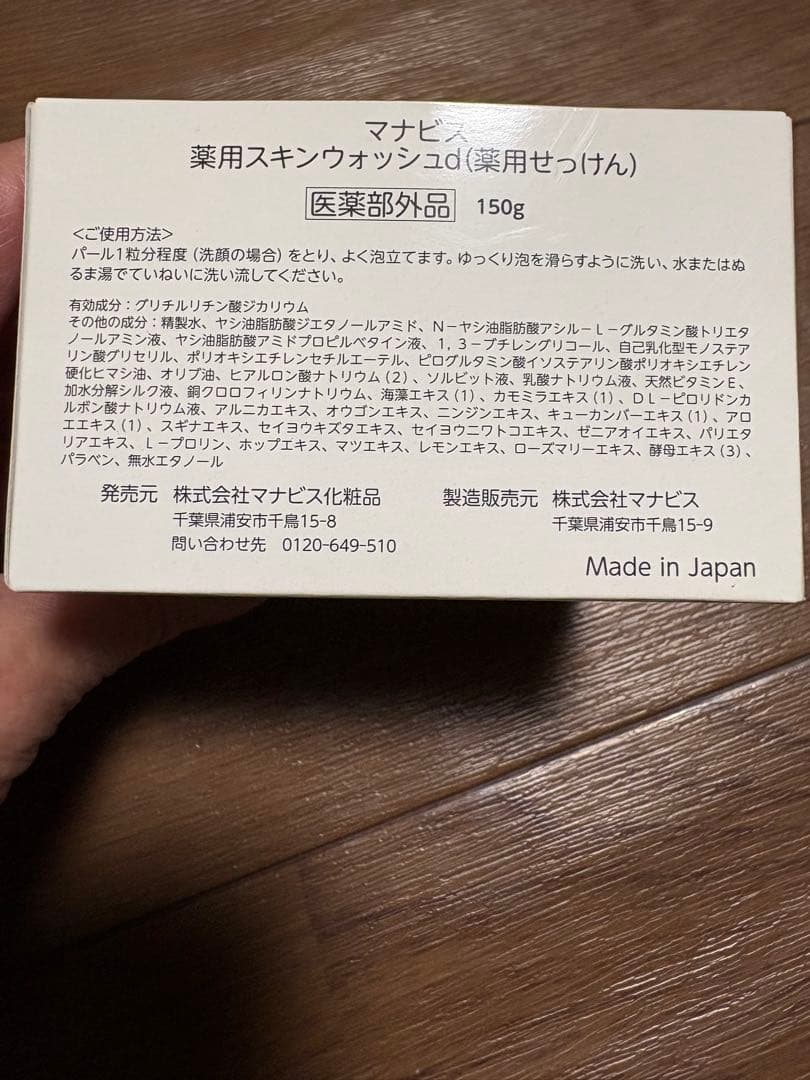 マナビス
薬用スキンウォッシュd(薬用せっけん)
医薬部外品 150g
<ご使用方法>
パール1粒分程度(洗顔の場合)をとり、よく泡立てます。ゆっくり泡を滑らすように洗い、水またはぬ
るま湯でていねいに洗い流してください。
有効成分:グリチルリチン酸ジカリウム
その他の成分:精製水、ヤシ油脂肪酸ジエタノールアミド、N-ヤシ油脂肪酸アシル-L-グルタミン酸トリエタ
ノールアミン液、ヤシ油脂肪酸アミドプロピルベタイン液、1,3-ブチレングリコール、自己乳化型モノステア
リン酸グリセリル、ポリオキシエチレンセチルエーテル、ピログルタミン酸イソステアリン酸ポリオキシエチレン
硬化ヒマシ油、オリブ油、ヒアルロン酸ナトリウム(2)、ソルビット液、乳酸ナトリウム液、天然ビタミンE、
加水分解シルク液、銅クロロフィリンナトリウム、海藻エキス(1)、カモミラエキス(1)、DL-ピロリドンカ
ルボン酸ナトリウム液、アルニカエキス、オウゴンエキス、ニンジンエキス、キューカンバーエキス(1)、アロ
エエキス(1)、スギナエキス、セイヨウキズタエキス、セイヨウニワトコエキス、ゼニアオイエキス、パリエタ
リアエキス、L-プロリン、ホップエキス、マツエキス、レモンエキス、ローズマリーエキス、酵母エキス(3)、
パラベン、無水エタノール
発売元 株式会社マナビス化粧品 製造販売元 株式会社マナビス
千葉県浦安市千鳥15-8 千葉県浦安市千鳥15-9
問い合わせ先 0120-649-510
Made in Japan